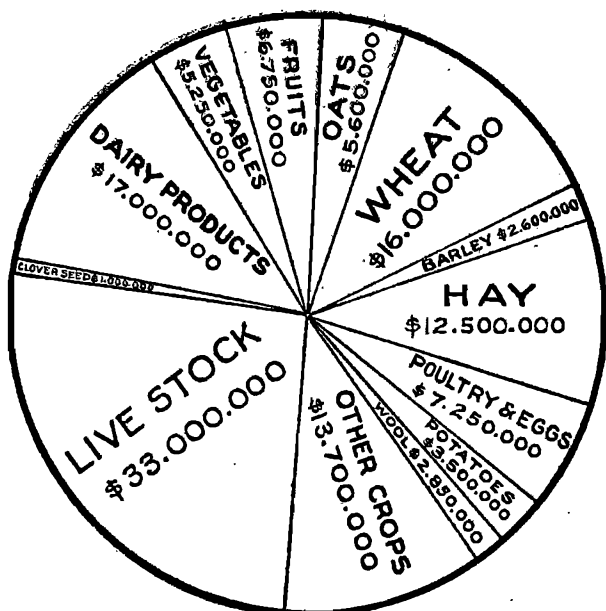 OATS
$5.600.000
WHEAT
$16.000.000
BARLEY $2.600.000
HAY
$12.500.000
POULTRY & EGGS
$7.250.000
POTATOES
$3.500.000
WOOL $2.850.000
OTHER CROPS
$13.700.000
LIVE STOCK
$33.000.000
CLOVER SEED $1.000.000
DAIRY PRODUCTS
$17.000.000
VEGETABLES
$5.250.000
FRUITS
$6.750.000